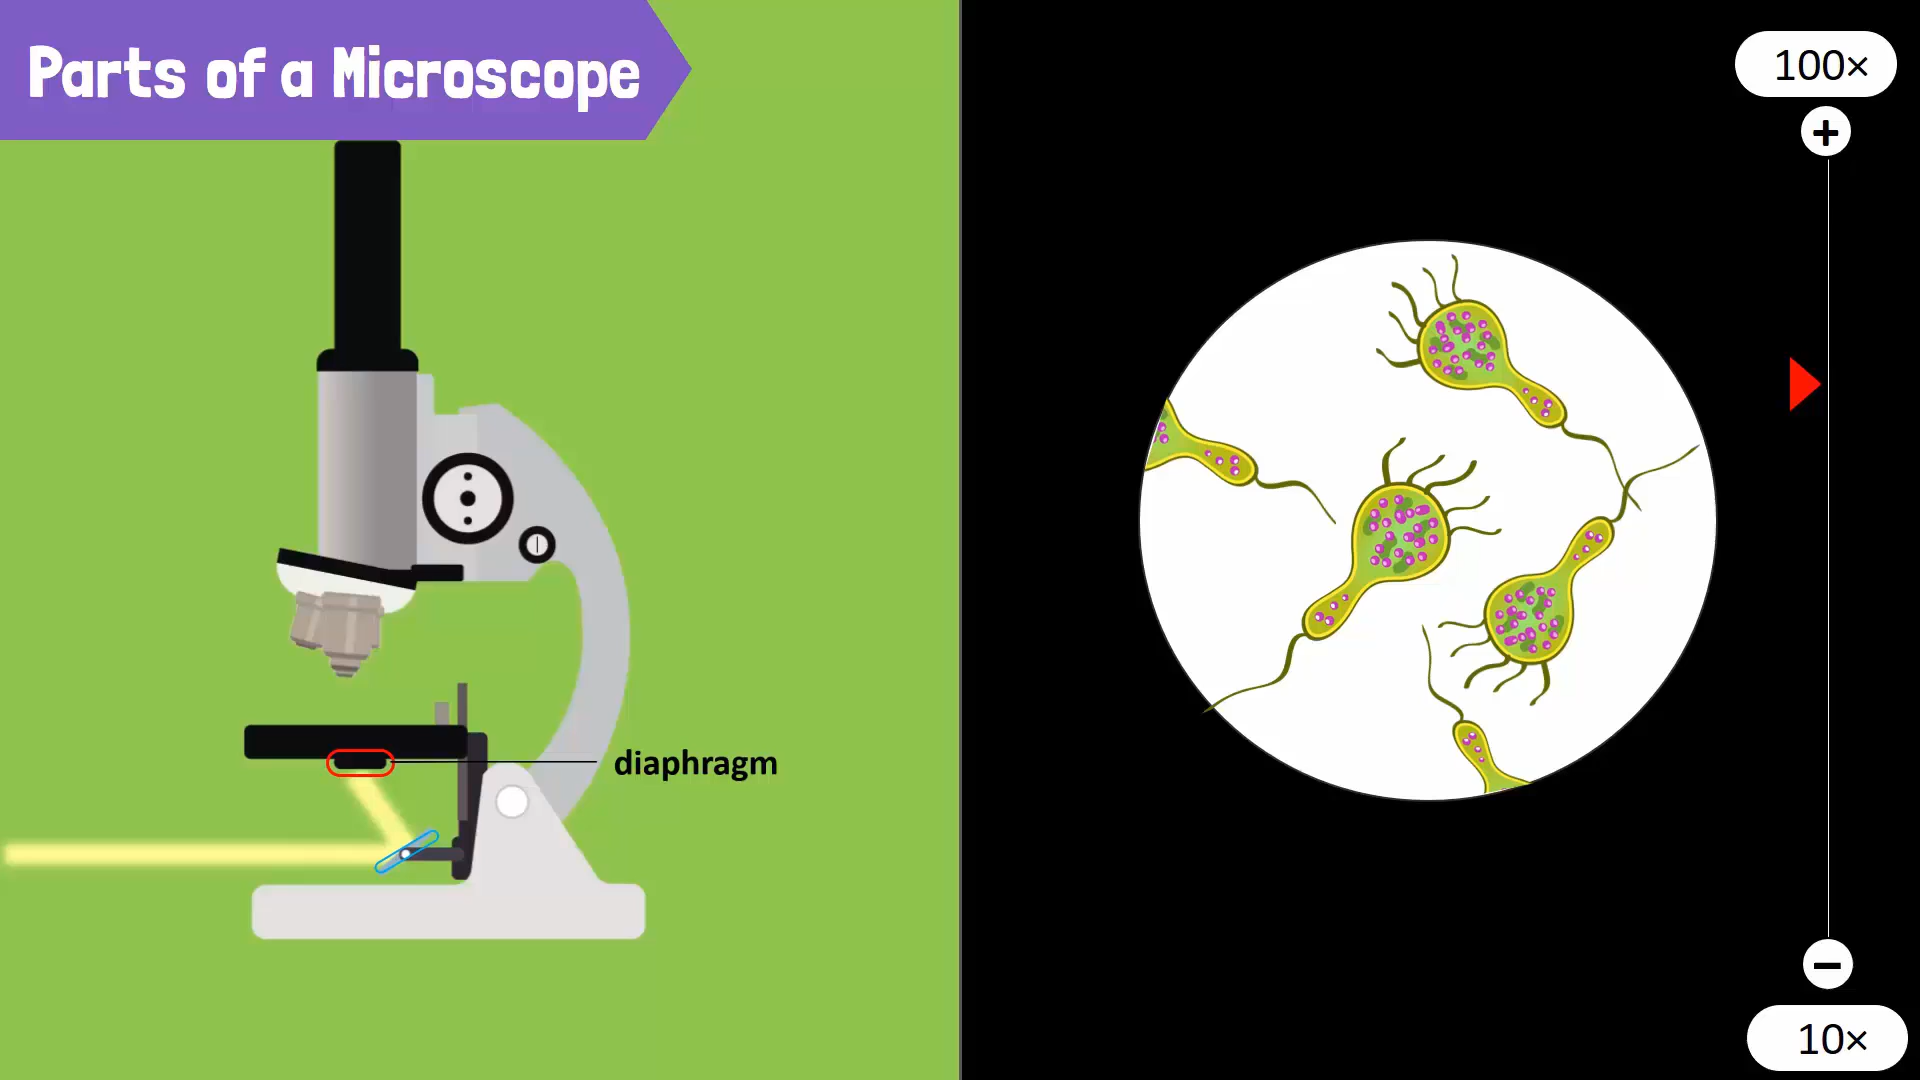 Parts of a Microscope
diaphragm
100×
+
−
10×